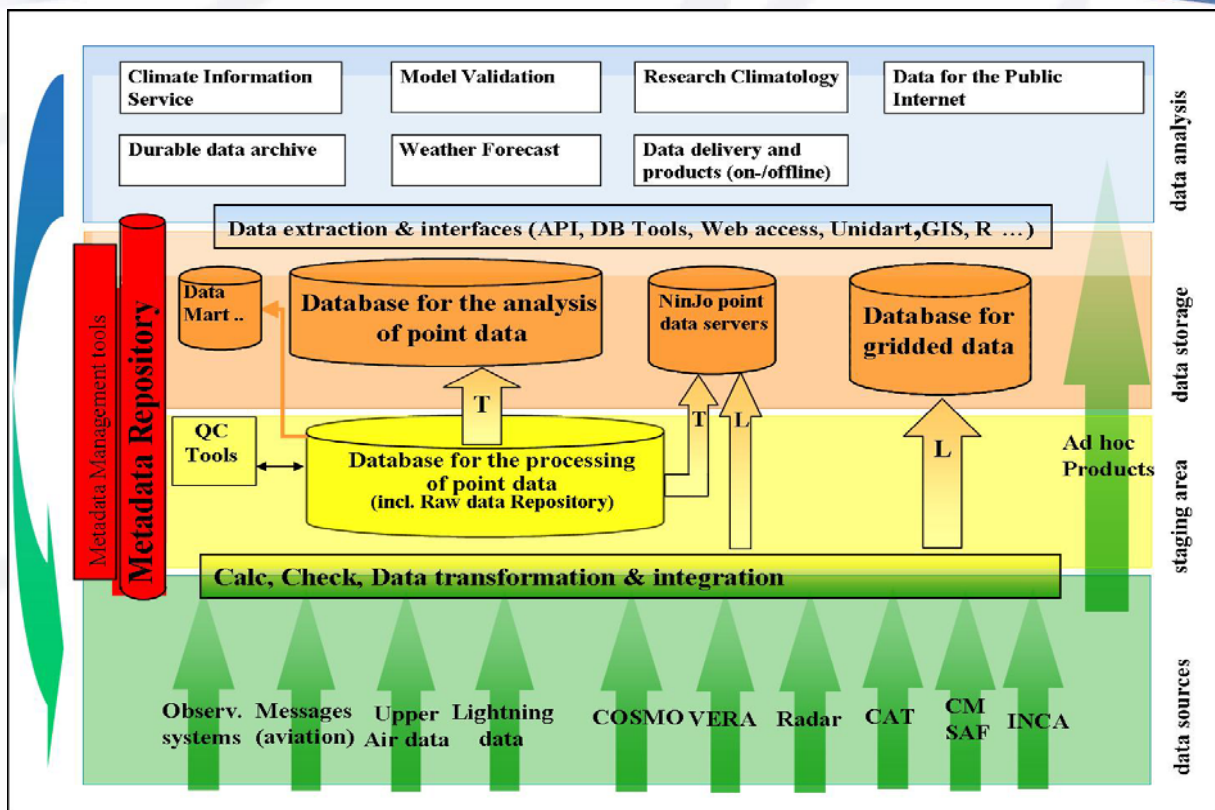 Climate Information
Service
Model Validation
Research Climatology
Data for the Public
Internet
Durable data archive
Weather Forecast
Data delivery and
products (on-/offline)
data analysis
Data extraction & interfaces (API, DB Tools, Web access, Unidart,GIS, R ...)
Metadata Management tools
Metadata Repository
Data
Mart ..
Database for the analysis
of point data
NinJo point
data servers
Database for
gridded data
data storage
T
T
L
L
QC
Tools
Database for the processing
of point data
(incl. Raw data Repository)
Ad hoc
Products
staging area
Calc, Check, Data transformation & integration
Observ.
systems
Messages
(aviation)
Upper
Air data
Lightning
data
COSMO
VERA
Radar
CAT
CM
SAF
INCA
data sources